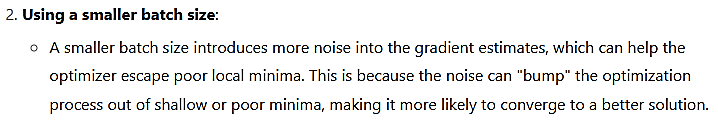 2. Using a smaller batch size:
○ A smaller batch size introduces more noise into the gradient estimates, which can help the
optimizer escape poor local minima. This is because the noise can "bump" the optimization
process out of shallow or poor minima, making it more likely to converge to a better solution.